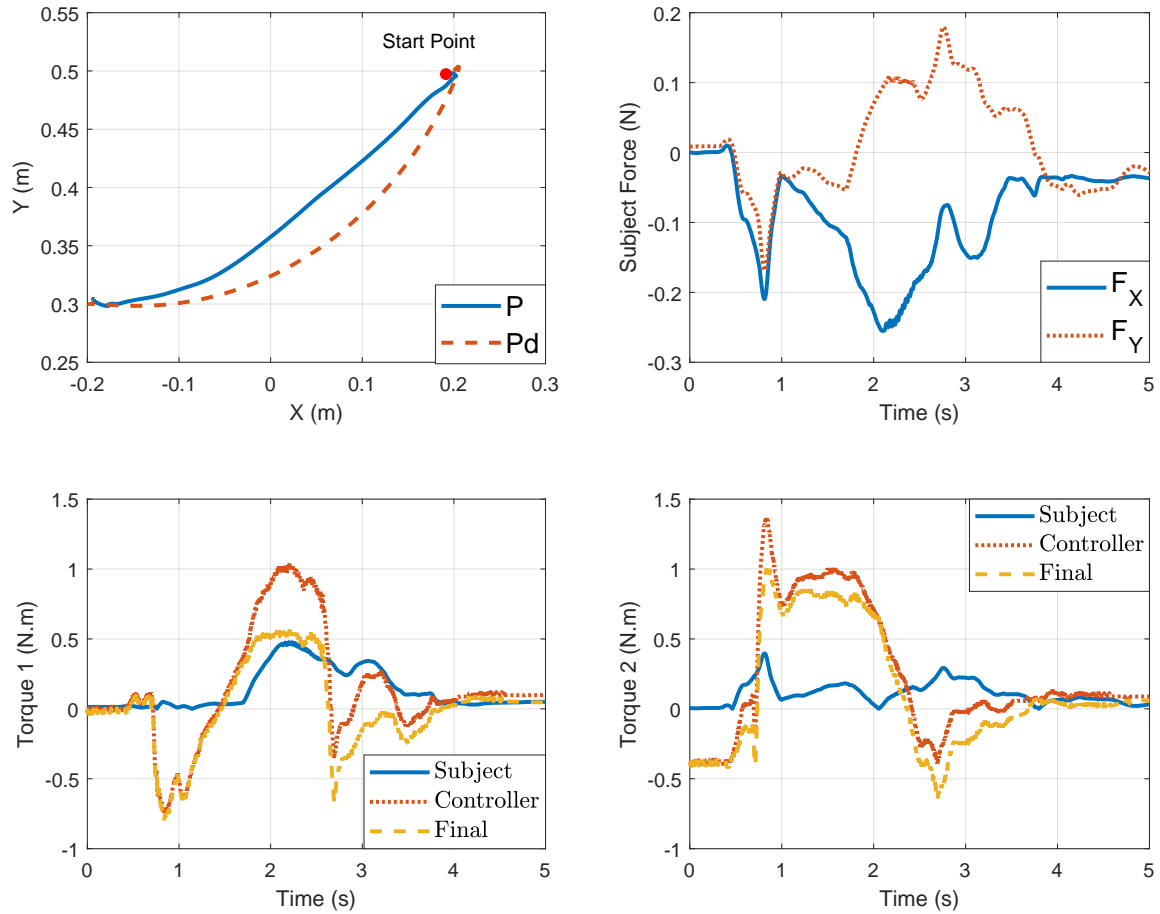 0.55
0.5
0.45
0.4
0.35
0.3
0.25
Y (m)
Start Point
P
Pd
-0.2 -0.1 0 0.1 0.2 0.3
X (m)
0.2
0.1
0
-0.1
-0.2
-0.3
Subject Force (N)
F_X
F_Y
0 1 2 3 4 5
Time (s)
1.5
1
0.5
0
-0.5
-1
Torque 1 (N.m)
Subject
Controller
Final
0 1 2 3 4 5
Time (s)
1.5
1
0.5
0
-0.5
-1
Torque 2 (N.m)
Subject
Controller
Final
0 1 2 3 4 5
Time (s)